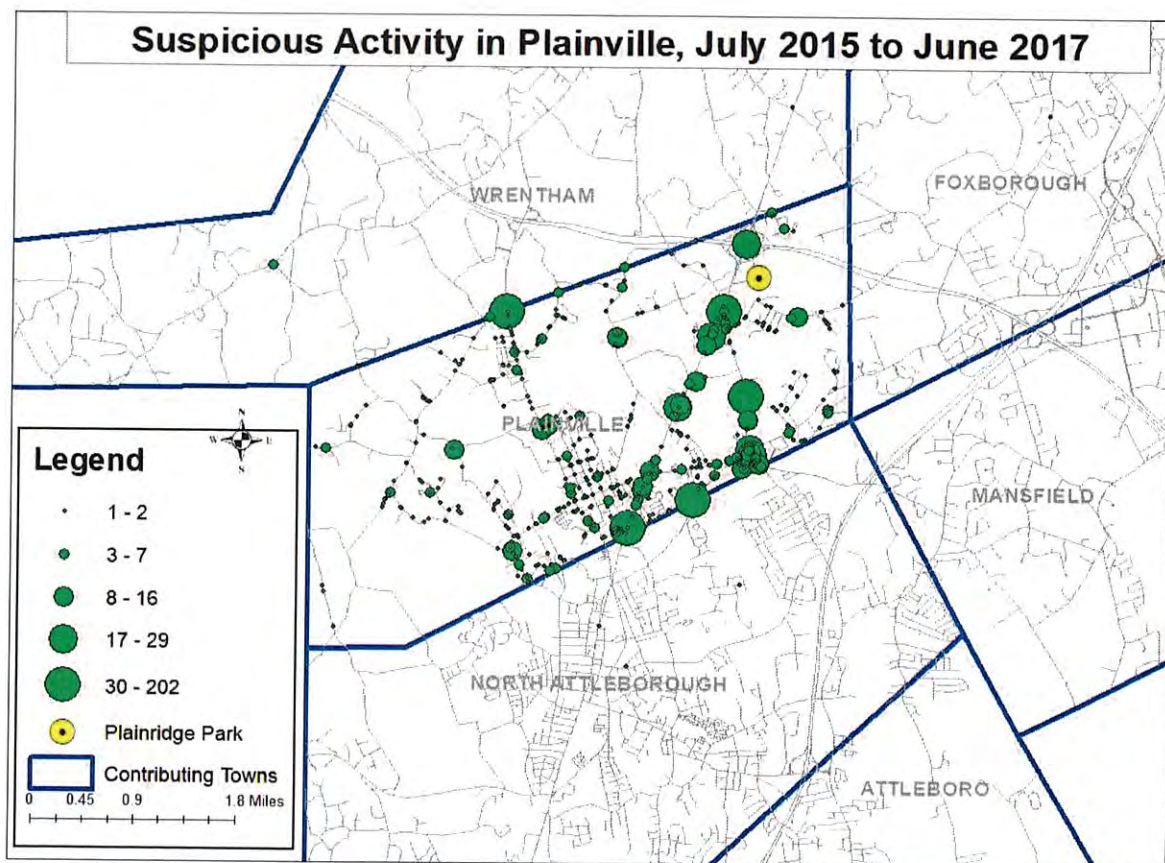 Suspicious Activity in Plainville, July 2015 to June 2017
WRENTHAM
FOXBOROUGH
PLAINVILLE
MANSFIELD
NORTH ATTLEBOROUGH
ATTLEBORO
N
W E
S
Legend
1 - 2
3 - 7
8 - 16
17 - 29
30 - 202
Plainridge Park
Contributing Towns
0 0.45 0.9 1.8 Miles